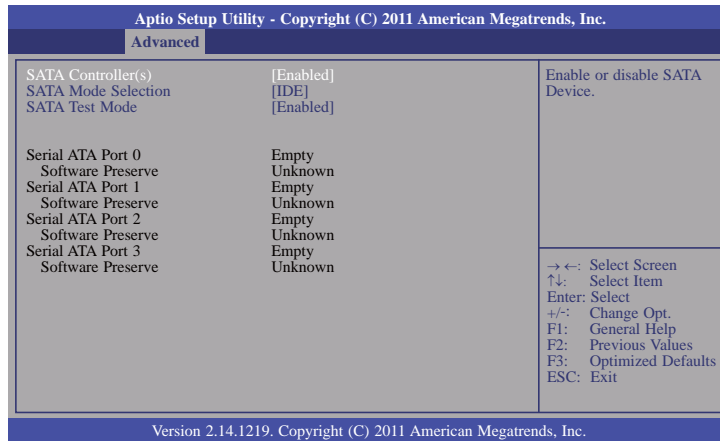 Aptio Setup Utility - Copyright (C) 2011 American Megatrends, Inc.
Advanced
SATA Controller(s) [Enabled]
SATA Mode Selection [IDE]
SATA Test Mode [Enabled]
Serial ATA Port 0 Empty
Software Preserve Unknown
Serial ATA Port 1 Empty
Software Preserve Unknown
Serial ATA Port 2 Empty
Software Preserve Unknown
Serial ATA Port 3 Empty
Software Preserve Unknown
Enable or disable SATA
Device.
→←: Select Screen
↑↓: Select Item
Enter: Select
+/-: Change Opt.
F1: General Help
F2: Previous Values
F3: Optimized Defaults
ESC: Exit
Version 2.14.1219. Copyright (C) 2011 American Megatrends, Inc.